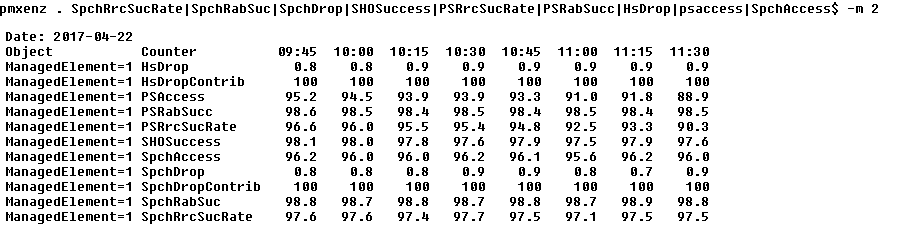 pmxenz . SpchRrcSucRate|SpchRabSuc|SpchDrop|SHOSuccess|PSRrcSucRate|PSRabSucc|HsDrop|psaccess|SpchAccess$ -m 2
Date: 2017-04-22
Object Counter 09:45 10:00 10:15 10:30 10:45 11:00 11:15 11:30
ManagedElement=1 HsDrop 0.8 0.8 0.9 0.9 0.9 0.9 0.9 0.9
ManagedElement=1 HsDropContrib 100 100 100 100 100 100 100 100
ManagedElement=1 PSAccess 95.2 94.5 93.9 93.9 93.3 91.0 91.8 88.9
ManagedElement=1 PSRabSucc 98.6 98.5 98.4 98.5 98.4 98.5 98.4 98.5
ManagedElement=1 PSRrcSucRate 96.6 96.0 95.5 95.4 94.8 92.5 93.3 90.3
ManagedElement=1 SHOSuccess 98.1 98.0 97.8 97.6 97.9 97.5 97.9 97.6
ManagedElement=1 SpchAccess 96.2 96.0 96.0 96.2 96.1 95.6 96.2 96.0
ManagedElement=1 SpchDrop 0.8 0.8 0.8 0.9 0.9 0.8 0.7 0.9
ManagedElement=1 SpchDropContrib 100 100 100 100 100 100 100 100
ManagedElement=1 SpchRabSuc 98.8 98.7 98.8 98.7 98.8 98.7 98.9 98.8
ManagedElement=1 SpchRrcSucRate 97.6 97.6 97.4 97.7 97.5 97.1 97.5 97.5